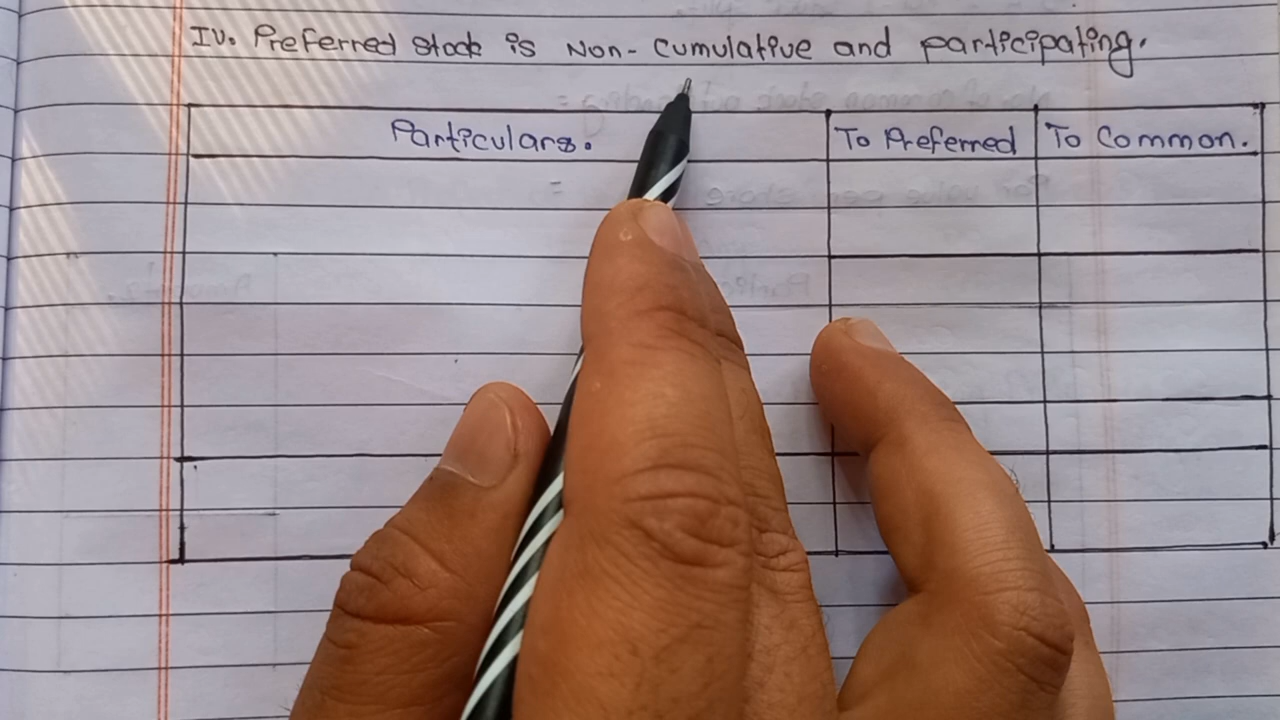 IV. Preferred stock is Non-cumulative and participating.
Particulars. To Preferred To Common.